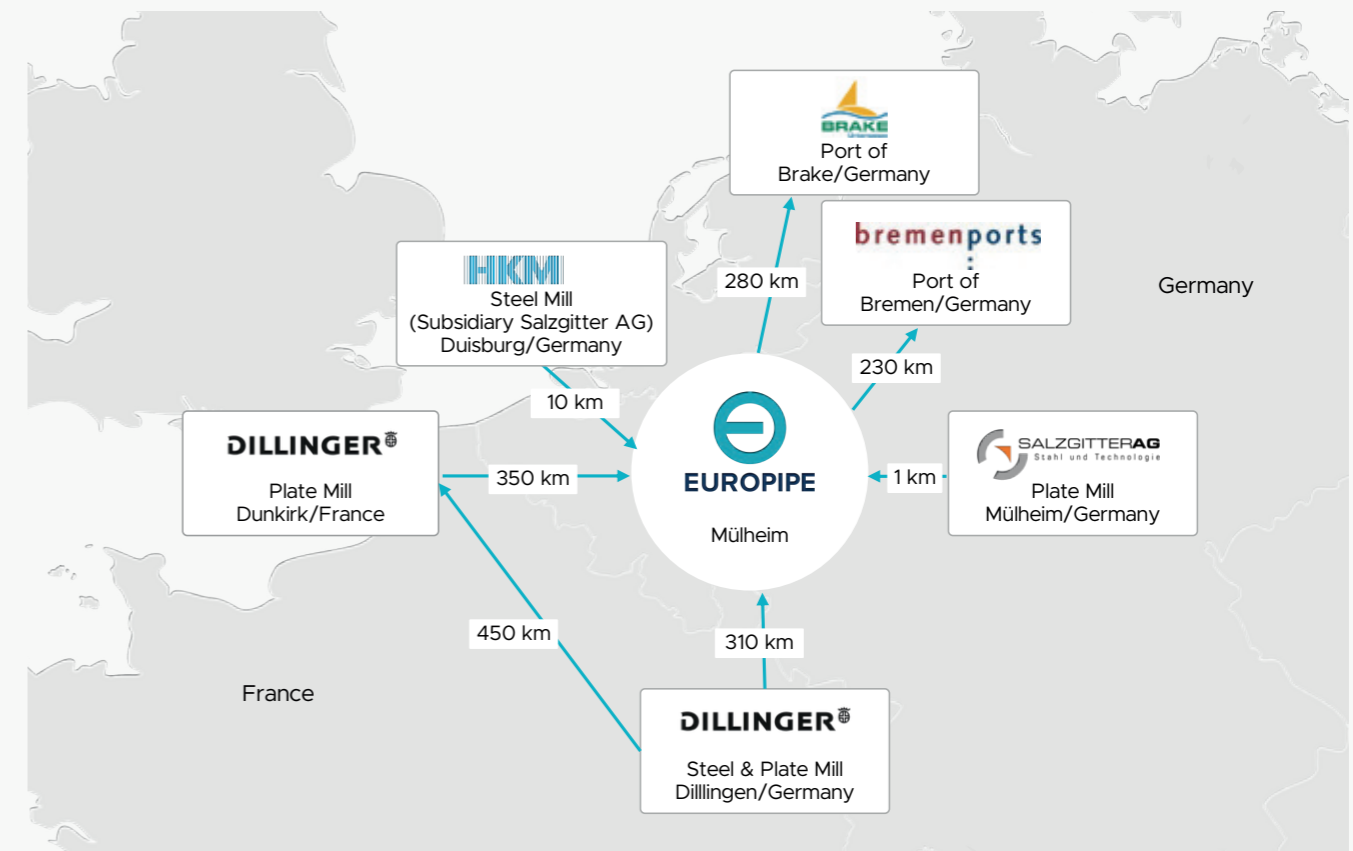 BRAKE
Unterweser
Port of
Brake/Germany
bremenports
Port of
Bremen/Germany
280 km
Germany
HKM
Steel Mill
(Subsidiary Salzgitter AG)
Duisburg/Germany
230 km
10 km
DILLINGER
Plate Mill
Dunkirk/France
350 km
EUROPIPE
Mülheim
1 km
SALZGITTERAG
Stahl und Technologie
Plate Mill
Mülheim/Germany
450 km
310 km
France
DILLINGER
Steel & Plate Mill
Dilllingen/Germany